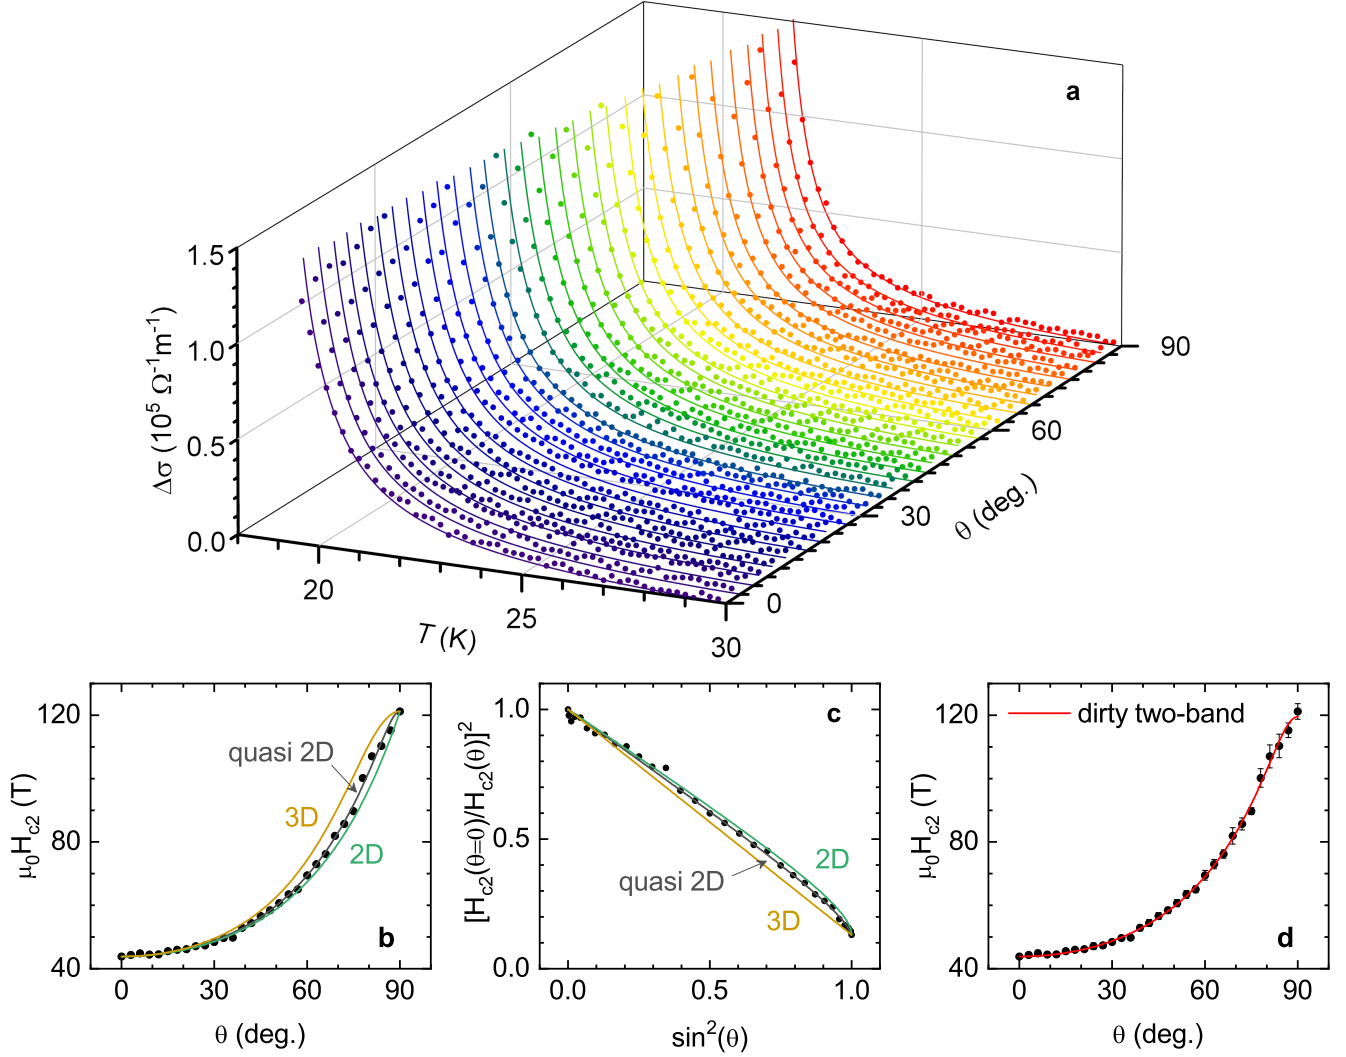 a
1.5
1.0
0.5
0.0
Δσ (10⁵ Ω⁻¹m⁻¹)
20
25
30
T (K)
0
30
60
90
θ (deg.)
120
80
40
μ₀H_c2 (T)
quasi 2D
3D
2D
b
0
30
60
90
θ (deg.)
1.0
0.5
0.0
[H_c2(θ=0)/H_c2(θ)]²
c
2D
quasi 2D
3D
0.0
0.5
1.0
sin²(θ)
120
80
40
μ₀H_c2 (T)
dirty two-band
d
0
30
60
90
θ (deg.)